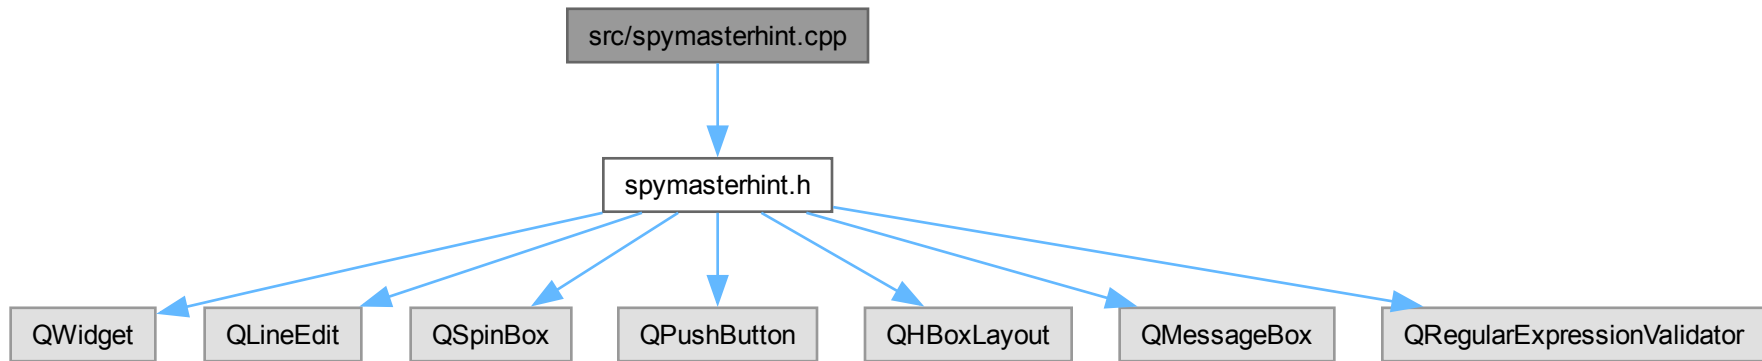 src/spymasterhint.cpp
spymasterhint.h
QWidget
QLineEdit
QSpinBox
QPushButton
QHBoxLayout
QMessageBox
QRegularExpressionValidator